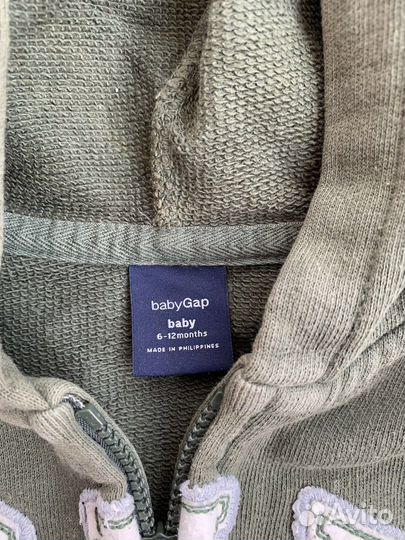 babyGap
baby
6-12months
MADE IN PHILIPPINES
Avito